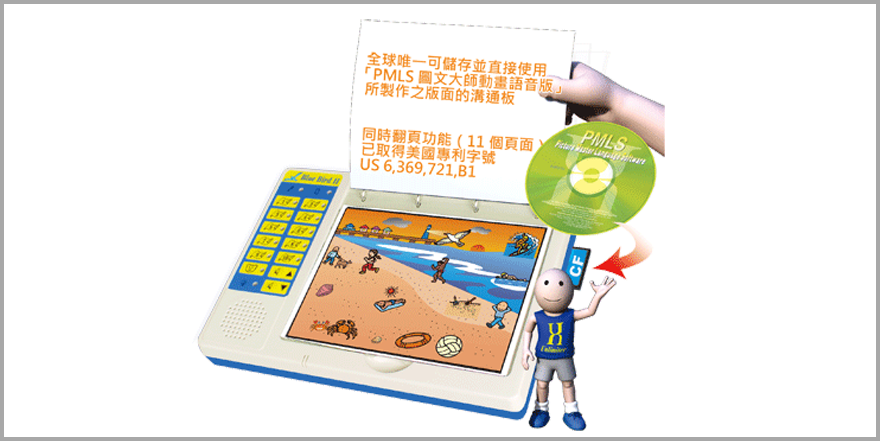 全球唯一可儲存並直接使用
「PMLS 圖文大師動畫語音版」
所製作之版面的溝通板
同時翻頁功能（11 個頁面）
已取得美國專利字號
US 6,369,721,B1
PMLS
Picture Master Language Software
Blue Bird II
CF
Unlimiter